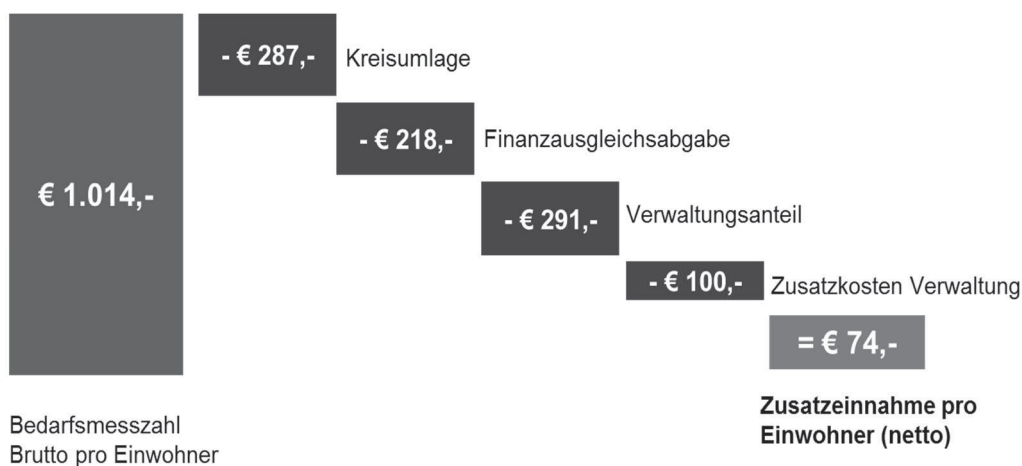 - € 287,-
Kreisumlage
- € 218,-
Finanzausgleichsabgabe
€ 1.014,-
- € 291,-
Verwaltungsanteil
- € 100,-
Zusatzkosten Verwaltung
= € 74,-
Bedarfsmesszahl
Brutto pro Einwohner
Zusatzeinnahme pro
Einwohner (netto)